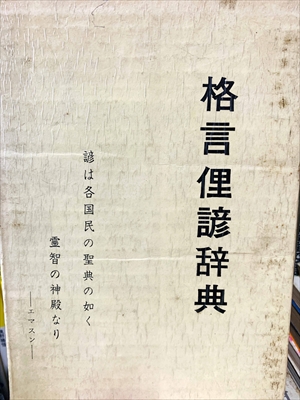 格言俚諺辞典
諺は各国民の聖典の如く
霊智の神殿なり
──エマスン──